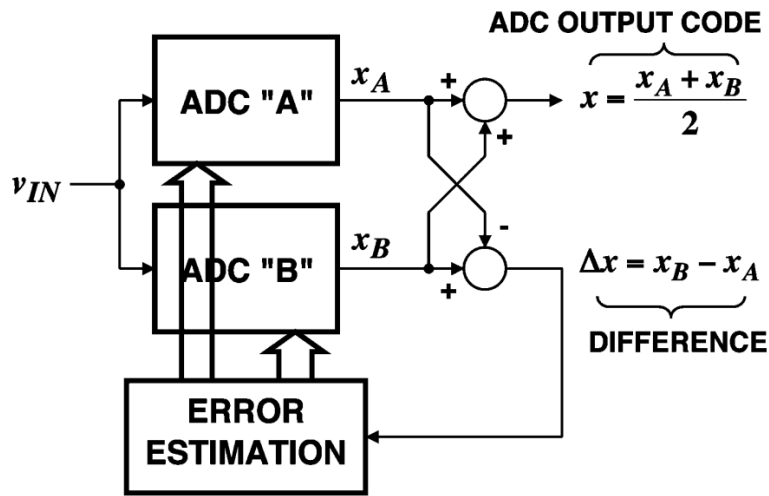 ADC OUTPUT CODE
ADC "A"
x_A
+
+
x = (x_A + x_B) / 2
v_IN
ADC "B"
x_B
-
+
Δx = x_B − x_A
DIFFERENCE
ERROR
ESTIMATION